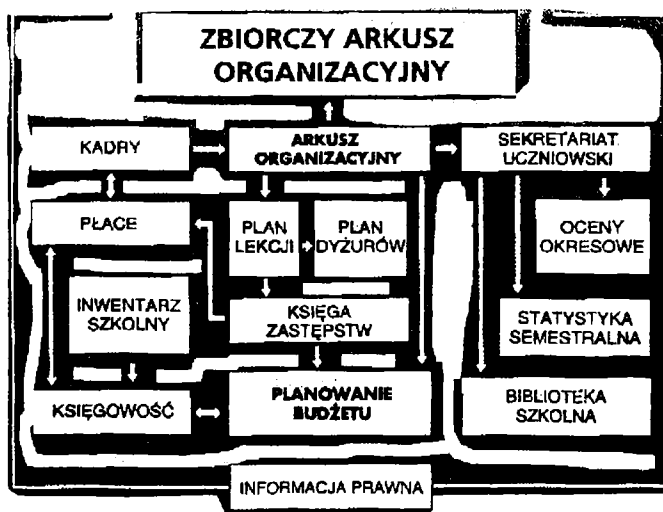 ZBIORCZY ARKUSZ
ORGANIZACYJNY
KADRY
ARKUSZ
ORGANIZACYJNY
SEKRETARIAT
UCZNIOWSKI
PŁACE
PLAN
LEKCJI
PLAN
DYŻURÓW
OCENY
OKRESOWE
INWENTARZ
SZKOLNY
KSIĘGA
ZASTĘPSTW
STATYSTYKA
SEMESTRALNA
KSIĘGOWOŚĆ
PLANOWANIE
BUDŻETU
BIBLIOTEKA
SZKOLNA
INFORMACJA PRAWNA